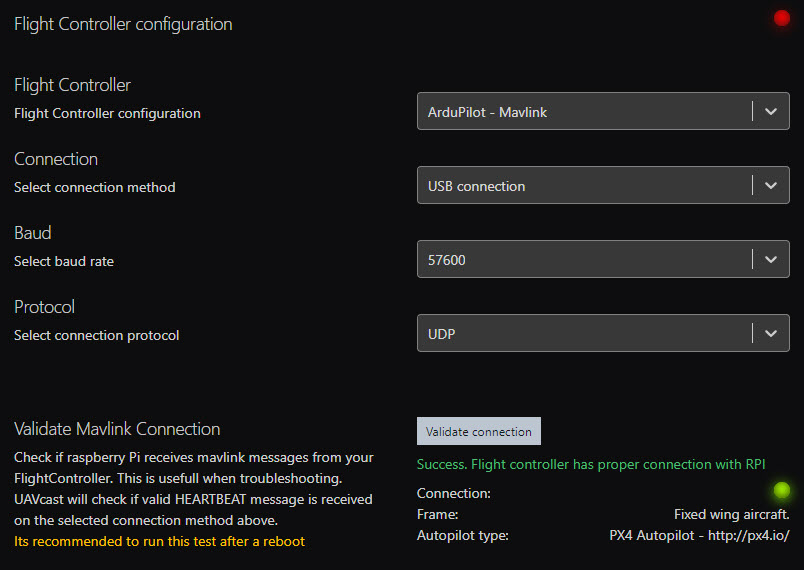 Flight Controller configuration
Flight Controller
Flight Controller configuration
ArduPilot - Mavlink
Connection
Select connection method
USB connection
Baud
Select baud rate
57600
Protocol
Select connection protocol
UDP
Validate Mavlink Connection
Check if raspberry Pi receives mavlink messages from your
FlightController. This is usefull when troubleshooting.
UAVcast will check if valid HEARTBEAT message is received
on the selected connection method above.
Its recommended to run this test after a reboot
Validate connection
Success. Flight controller has proper connection with RPI
Connection:
Frame: Fixed wing aircraft.
Autopilot type: PX4 Autopilot - http://px4.io/